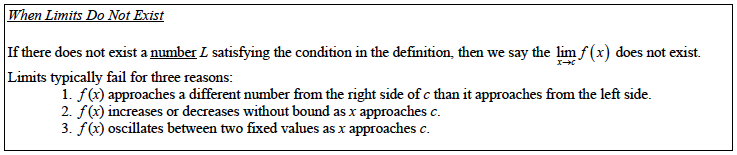 When Limits Do Not Exist
If there does not exist a number L satisfying the condition in the definition, then we say the lim x→c f(x) does not exist.
Limits typically fail for three reasons:
1. f(x) approaches a different number from the right side of c than it approaches from the left side.
2. f(x) increases or decreases without bound as x approaches c.
3. f(x) oscillates between two fixed values as x approaches c.